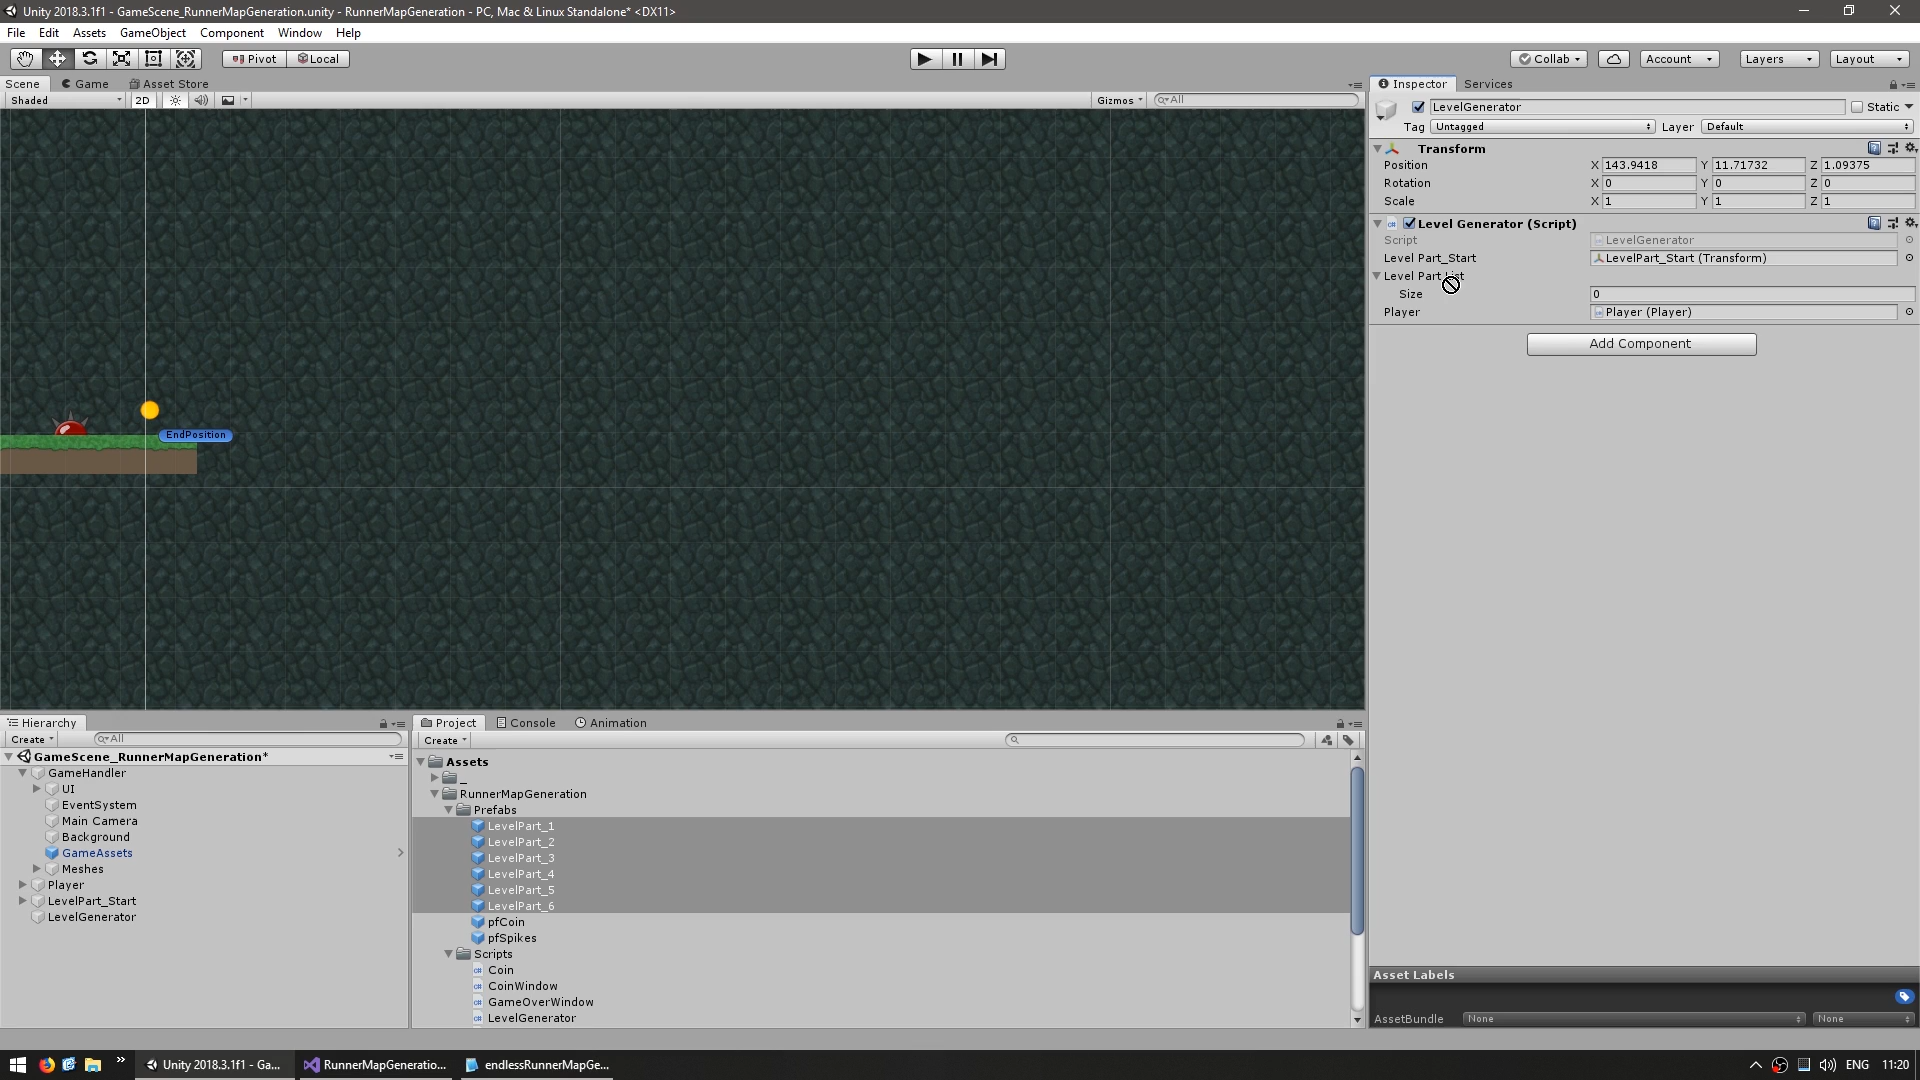 Unity 2018.3.1f1 - GameScene_RunnerMapGeneration.unity - RunnerMapGeneration - PC, Mac & Linux Standalone* <DX11>
File Edit Assets GameObject Component Window Help
Pivot Local Collab Account Layers Layout
Scene Game Asset Store
Shaded 2D Gizmos All
EndPosition
Inspector Services
LevelGenerator Static
Tag Untagged Layer Default
Transform
Position X 143.9418 Y 11.71732 Z 1.09375
Rotation X 0 Y 0 Z 0
Scale X 1 Y 1 Z 1
Level Generator (Script)
Script LevelGenerator
Level Part_Start LevelPart_Start (Transform)
Level Part List
Size 0
Player Player (Player)
Add Component
Hierarchy
Create All
GameScene_RunnerMapGeneration*
GameHandler
UI
EventSystem
Main Camera
Background
GameAssets
Meshes
Player
LevelPart_Start
LevelGenerator
Project Console Animation
Create
Assets
_
RunnerMapGeneration
Prefabs
LevelPart_1
LevelPart_2
LevelPart_3
LevelPart_4
LevelPart_5
LevelPart_6
pfCoin
pfSpikes
Scripts
Coin
CoinWindow
GameOverWindow
LevelGenerator
Asset Labels
AssetBundle None None
Unity 2018.3.1f1 - Ga... RunnerMapGeneratio... endlessRunnerMapGe... ENG 11:20